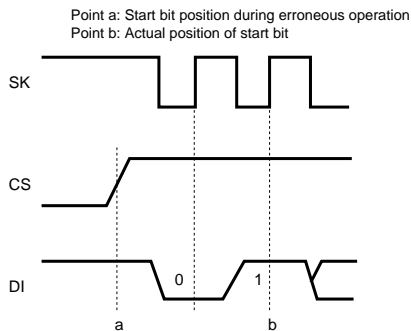 Point a: Start bit position during erroneous operation
Point b: Actual position of start bit
SK
CS
DI
0
1
a
b